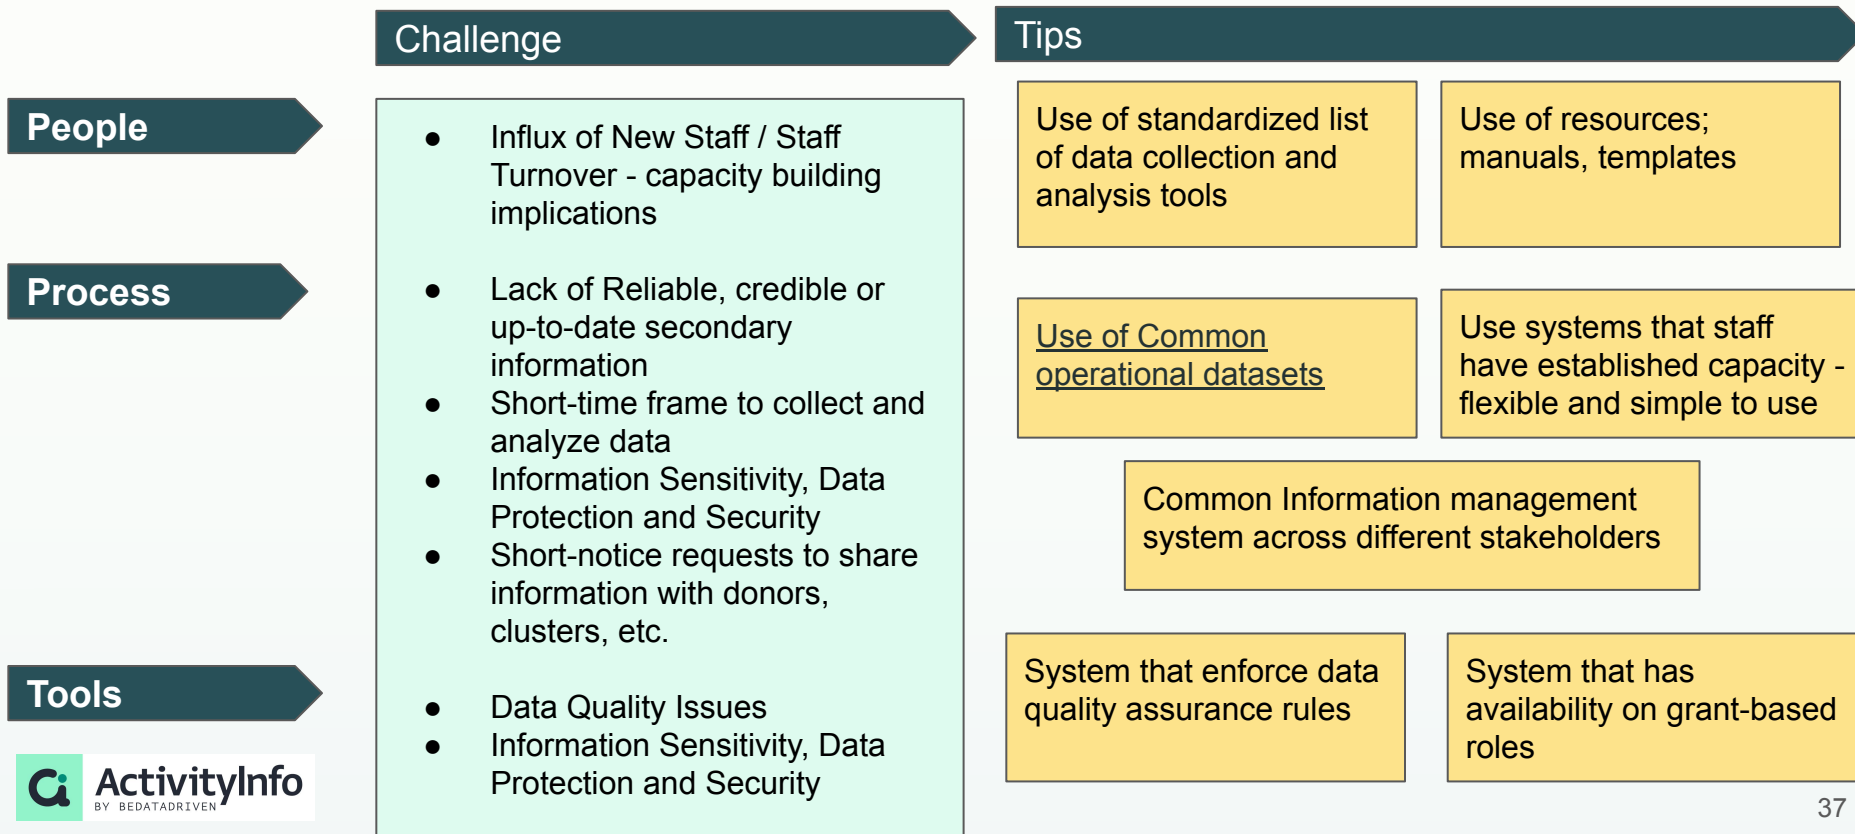 Challenge
Tips
People
● Influx of New Staff / Staff
Turnover - capacity building
implications
Use of standardized list
of data collection and
analysis tools
Use of resources;
manuals, templates
Process
● Lack of Reliable, credible or
up-to-date secondary
information
● Short-time frame to collect and
analyze data
● Information Sensitivity, Data
Protection and Security
● Short-notice requests to share
information with donors,
clusters, etc.
Use of Common
operational datasets
Use systems that staff
have established capacity -
flexible and simple to use
Common Information management
system across different stakeholders
Tools
● Data Quality Issues
● Information Sensitivity, Data
Protection and Security
System that enforce data
quality assurance rules
System that has
availability on grant-based
roles
ActivityInfo
BY BEDATADRIVEN
37